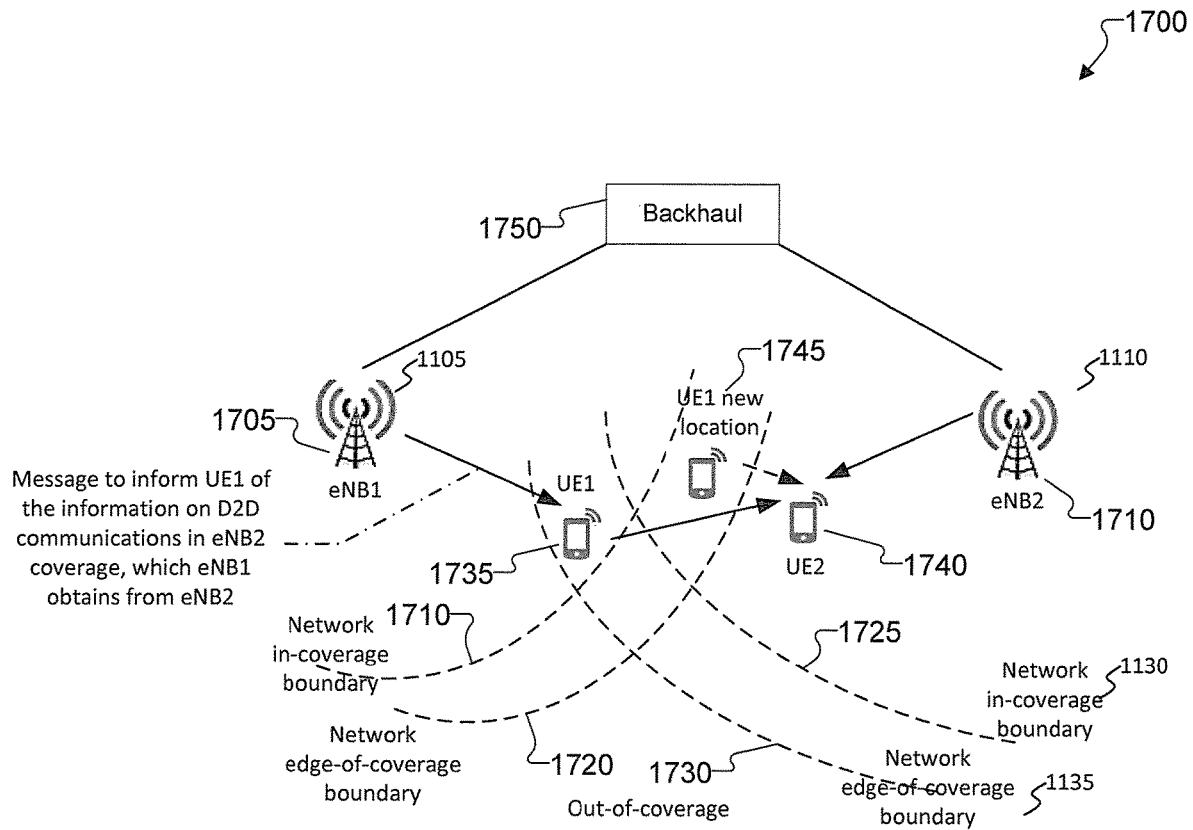 1700
Backhaul
1750
1105
1745
1110
UE1 new
location
1705
eNB1
eNB2
1710
Message to inform UE1 of
the information on D2D
communications in eNB2
coverage, which eNB1
obtains from eNB2
UE1
1735
UE2
1740
1710
1725
Network
in-coverage
boundary
Network
in-coverage
boundary
1130
Network
edge-of-coverage
boundary
1720
1730
Out-of-coverage
Network
edge-of-coverage
boundary
1135